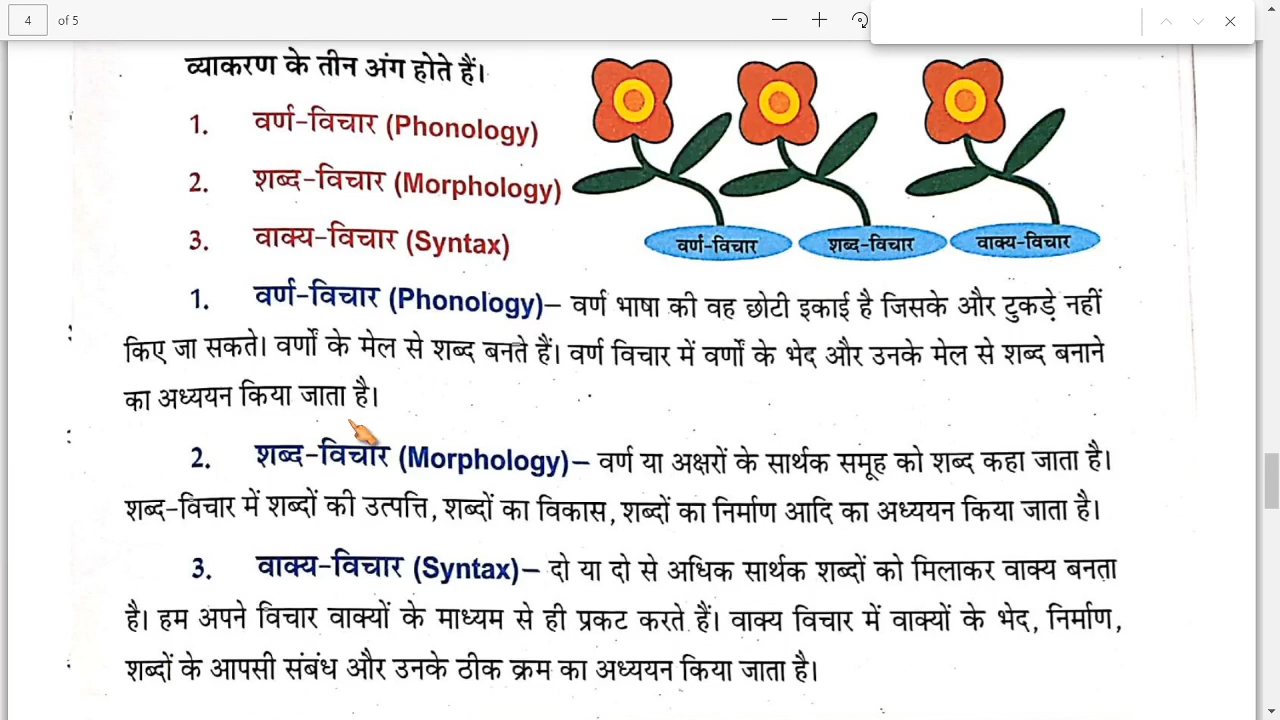 4 of 5
व्याकरण के तीन अंग होते हैं।
1. वर्ण-विचार (Phonology)
2. शब्द-विचार (Morphology)
3. वाक्य-विचार (Syntax)
वर्ण-विचार शब्द-विचार वाक्य-विचार
1. वर्ण-विचार (Phonology)– वर्ण भाषा की वह छोटी इकाई है जिसके और टुकड़े नहीं
किए जा सकते। वर्णों के मेल से शब्द बनते हैं। वर्ण विचार में वर्णों के भेद और उनके मेल से शब्द बनाने
का अध्ययन किया जाता है।
2. शब्द-विचार (Morphology)– वर्ण या अक्षरों के सार्थक समूह को शब्द कहा जाता है।
शब्द-विचार में शब्दों की उत्पत्ति, शब्दों का विकास, शब्दों का निर्माण आदि का अध्ययन किया जाता है।
3. वाक्य-विचार (Syntax)– दो या दो से अधिक सार्थक शब्दों को मिलाकर वाक्य बनता
है। हम अपने विचार वाक्यों के माध्यम से ही प्रकट करते हैं। वाक्य विचार में वाक्यों के भेद, निर्माण,
शब्दों के आपसी संबंध और उनके ठीक क्रम का अध्ययन किया जाता है।